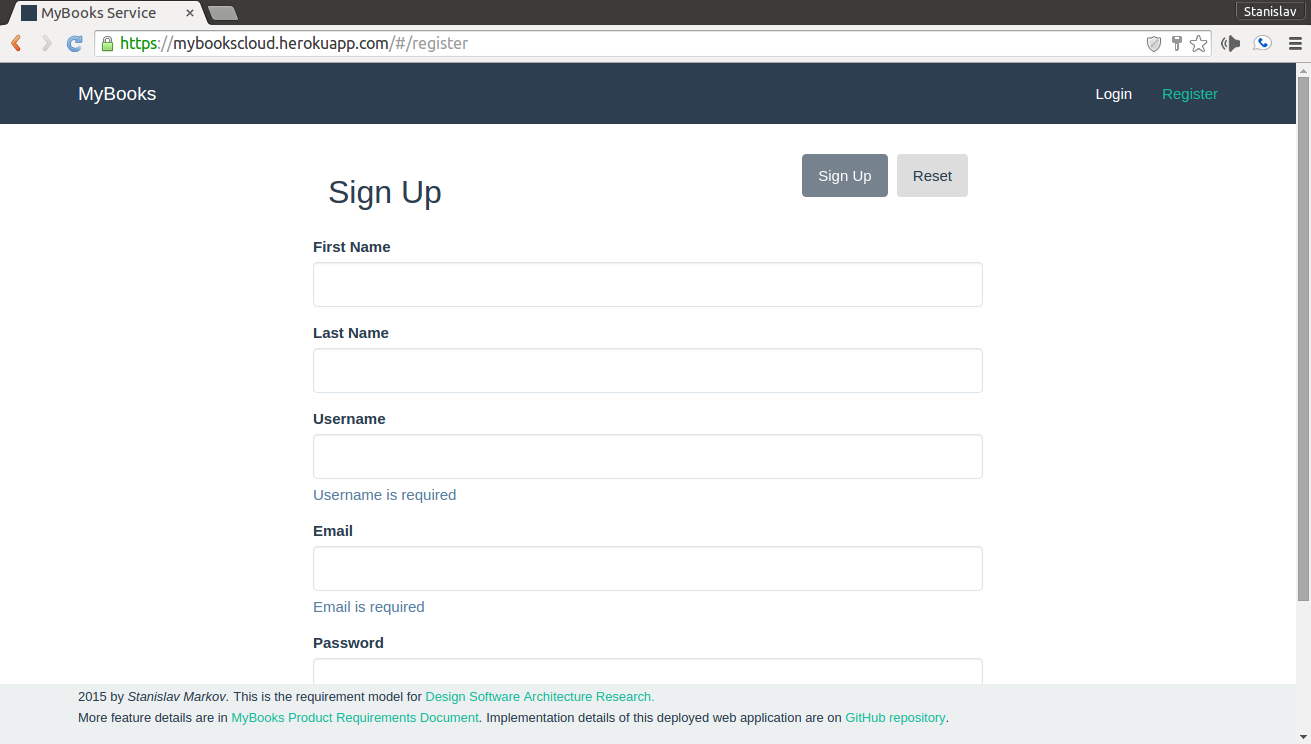 MyBooks Service
Stanislav
https://mybookscloud.herokuapp.com/#/register
MyBooks
Login
Register
Sign Up
Sign Up
Reset
First Name
Last Name
Username
Username is required
Email
Email is required
Password
2015 by Stanislav Markov. This is the requirement model for Design Software Architecture Research.
More feature details are in MyBooks Product Requirements Document. Implementation details of this deployed web application are on GitHub repository.